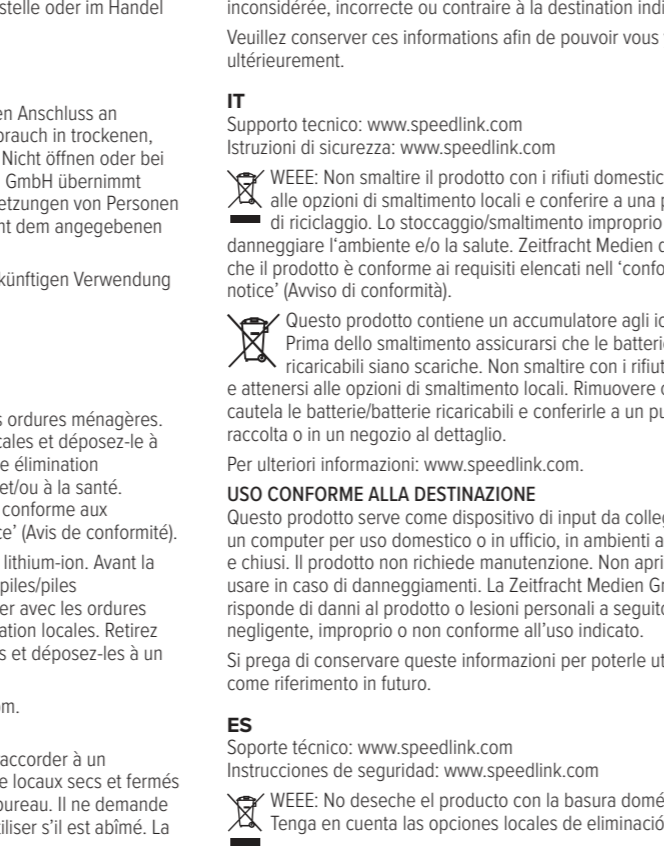 stelle oder im Handel
en Anschluss an
brauch in trockenen,
Nicht öffnen oder bei
GmbH übernimmt
etzungen von Personen
ht dem angegebenen
künftigen Verwendung
s ordures ménagères.
cales et déposez-le à
e élimination
et/ou à la santé.
conforme aux
ce’ (Avis de conformité).
lithium-ion. Avant la
piles/piles
er avec les ordures
ation locales. Retirez
s et déposez-les à un
om.
raccorder à un
e locaux secs et fermés
bureau. Il ne demande
tiliser s’il est abîmé. La
inconsidérée, incorrecte ou contraire à la destination indi
Veuillez conserver ces informations afin de pouvoir vous
ultérieurement.
IT
Supporto tecnico: www.speedlink.com
Istruzioni di sicurezza: www.speedlink.com
WEEE: Non smaltire il prodotto con i rifiuti domestic
alle opzioni di smaltimento locali e conferire a una p
di riciclaggio. Lo stoccaggio/smaltimento improprio
danneggiare l‘ambiente e/o la salute. Zeitfracht Medien
che il prodotto è conforme ai requisiti elencati nell ‘confo
notice’ (Avviso di conformità).
Questo prodotto contiene un accumulatore agli io
Prima dello smaltimento assicurarsi che le batterie
ricaricabili siano scariche. Non smaltire con i rifiut
e attenersi alle opzioni di smaltimento locali. Rimuovere
cautela le batterie/batterie ricaricabili e conferirle a un pu
raccolta o in un negozio al dettaglio.
Per ulteriori informazioni: www.speedlink.com.
USO CONFORME ALLA DESTINAZIONE
Questo prodotto serve come dispositivo di input da colleg
un computer per uso domestico o in ufficio, in ambienti a
e chiusi. Il prodotto non richiede manutenzione. Non apri
usare in caso di danneggiamenti. La Zeitfracht Medien Gm
risponde di danni al prodotto o lesioni personali a seguito
negligente, improprio o non conforme all’uso indicato.
Si prega di conservare queste informazioni per poterle ut
come riferimento in futuro.
ES
Soporte técnico: www.speedlink.com
Instrucciones de seguridad: www.speedlink.com
WEEE: No deseche el producto con la basura domé
Tenga en cuenta las opciones locales de eliminació